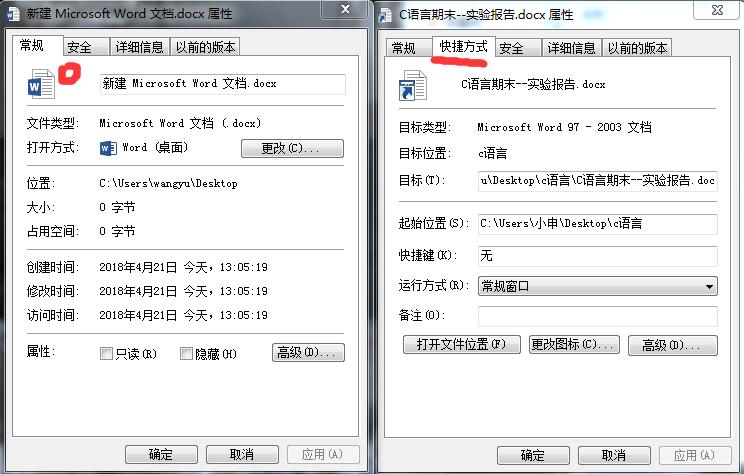 新建 Microsoft Word 文档.docx 属性
常规 安全 详细信息 以前的版本
新建 Microsoft Word 文档.docx
文件类型: Microsoft Word 文档 (.docx)
打开方式: Word (桌面) 更改(C)...
位置: C:\Users\wangyu\Desktop
大小: 0 字节
占用空间: 0 字节
创建时间: 2018年4月21日 今天，13:05:19
修改时间: 2018年4月21日 今天，13:05:19
访问时间: 2018年4月21日 今天，13:05:19
属性: 只读(R) 隐藏(H) 高级(D)...
确定 取消 应用(A)
C语言期末--实验报告.docx 属性
常规 快捷方式 安全 详细信息 以前的版本
C语言期末--实验报告.docx
目标类型: Microsoft Word 97 - 2003 文档
目标位置: c语言
目标(T): u\Desktop\c语言\C语言期末--实验报告.doc
起始位置(S): C:\Users\小申\Desktop\c语言
快捷键(K): 无
运行方式(R): 常规窗口
备注(O):
打开文件位置(F) 更改图标(C)... 高级(D)...
确定 取消 应用(A)